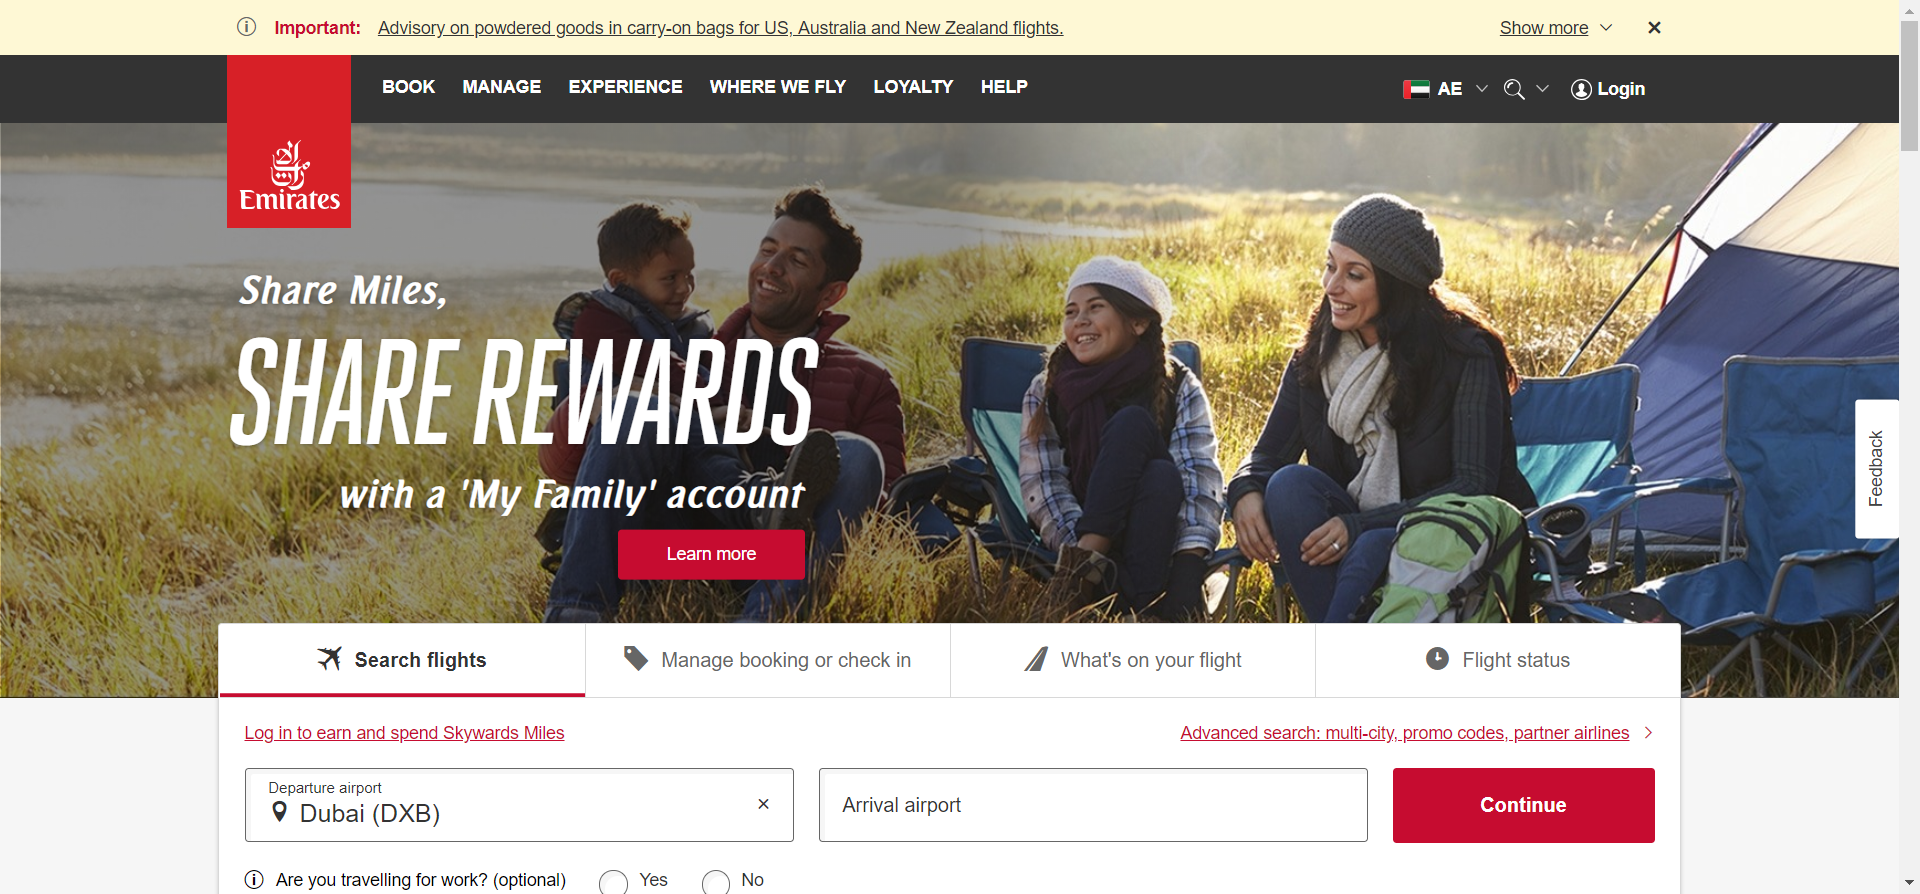 Important: Advisory on powdered goods in carry-on bags for US, Australia and New Zealand flights. Show more
BOOK MANAGE EXPERIENCE WHERE WE FLY LOYALTY HELP AE Login
Emirates
Share Miles,
SHARE REWARDS
with a 'My Family' account
Learn more
Feedback
Search flights Manage booking or check in What's on your flight Flight status
Log in to earn and spend Skywards Miles Advanced search: multi-city, promo codes, partner airlines
Departure airport
Dubai (DXB) Arrival airport Continue
Are you travelling for work? (optional) Yes No